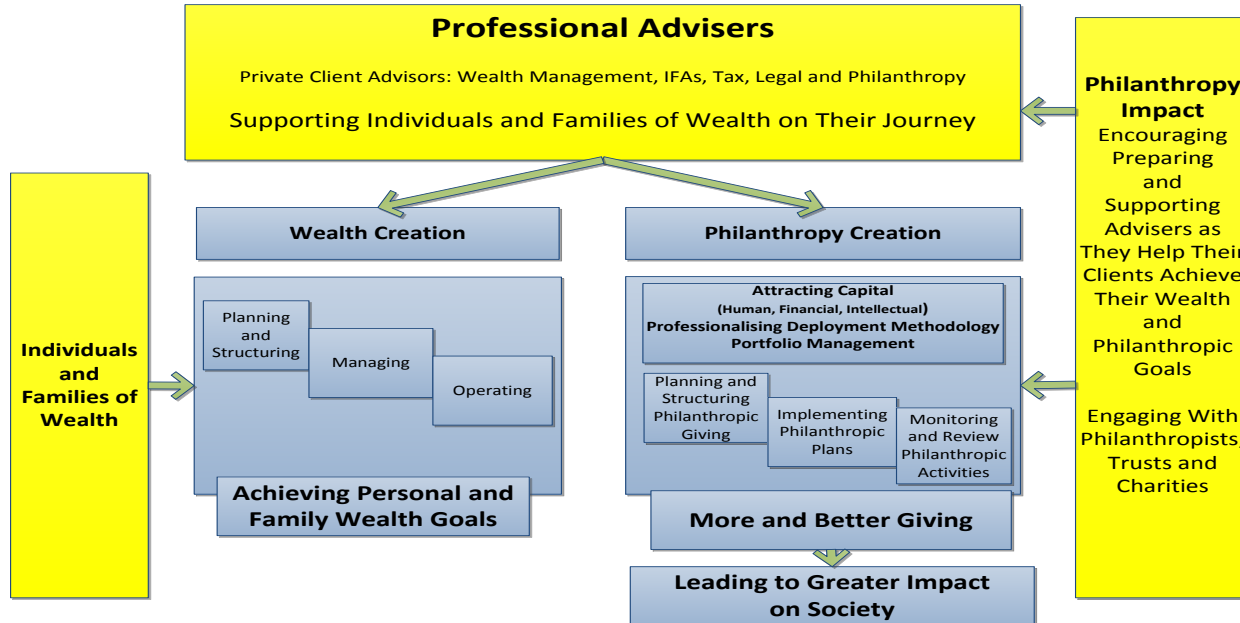 Professional Advisers
Private Client Advisors: Wealth Management, IFAs, Tax, Legal and Philanthropy
Supporting Individuals and Families of Wealth on Their Journey
Individuals
and
Families of
Wealth
Wealth Creation
Planning
and
Structuring
Managing
Operating
Achieving Personal and
Family Wealth Goals
Philanthropy Creation
Attracting Capital
(Human, Financial, Intellectual)
Professionalising Deployment Methodology
Portfolio Management
Planning and
Structuring
Philanthropic
Giving
Implementing
Philanthropic
Plans
Monitoring
and Review
Philanthropic
Activities
More and Better Giving
Leading to Greater Impact
on Society
Philanthropy
Impact
Encouraging
Preparing
and
Supporting
Advisers as
They Help Their
Clients Achieve
Their Wealth
and
Philanthropic
Goals
Engaging With
Philanthropists,
Trusts and
Charities